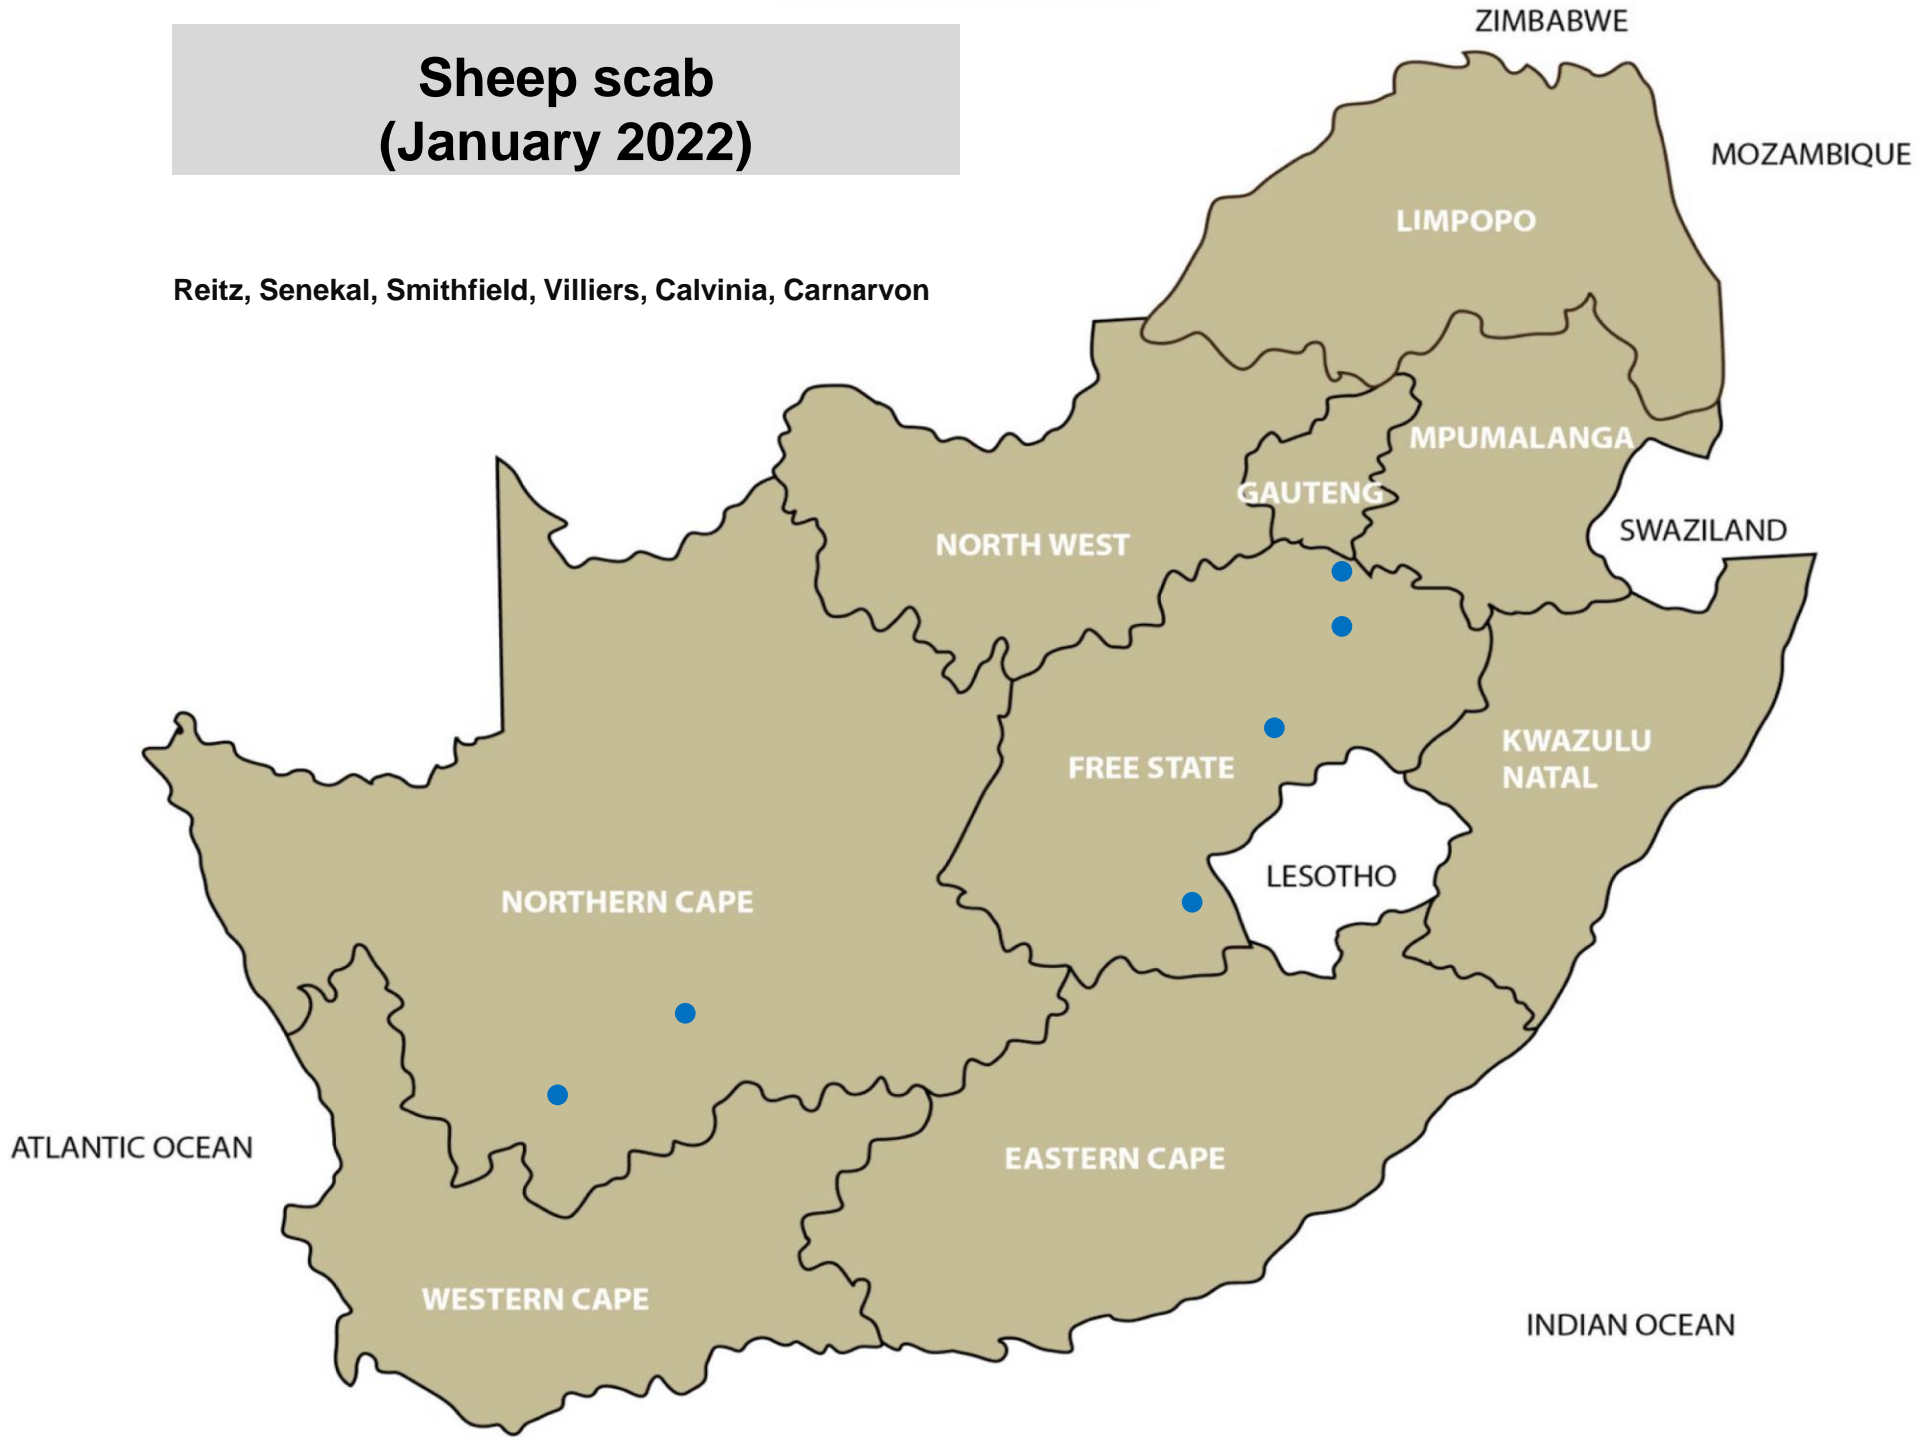 Sheep scab
(January 2022)
Reitz, Senekal, Smithfield, Villiers, Calvinia, Carnarvon
ZIMBABWE
MOZAMBIQUE
LIMPOPO
MPUMALANGA
GAUTENG
SWAZILAND
NORTH WEST
KWAZULU
NATAL
FREE STATE
LESOTHO
NORTHERN CAPE
ATLANTIC OCEAN
EASTERN CAPE
WESTERN CAPE
INDIAN OCEAN